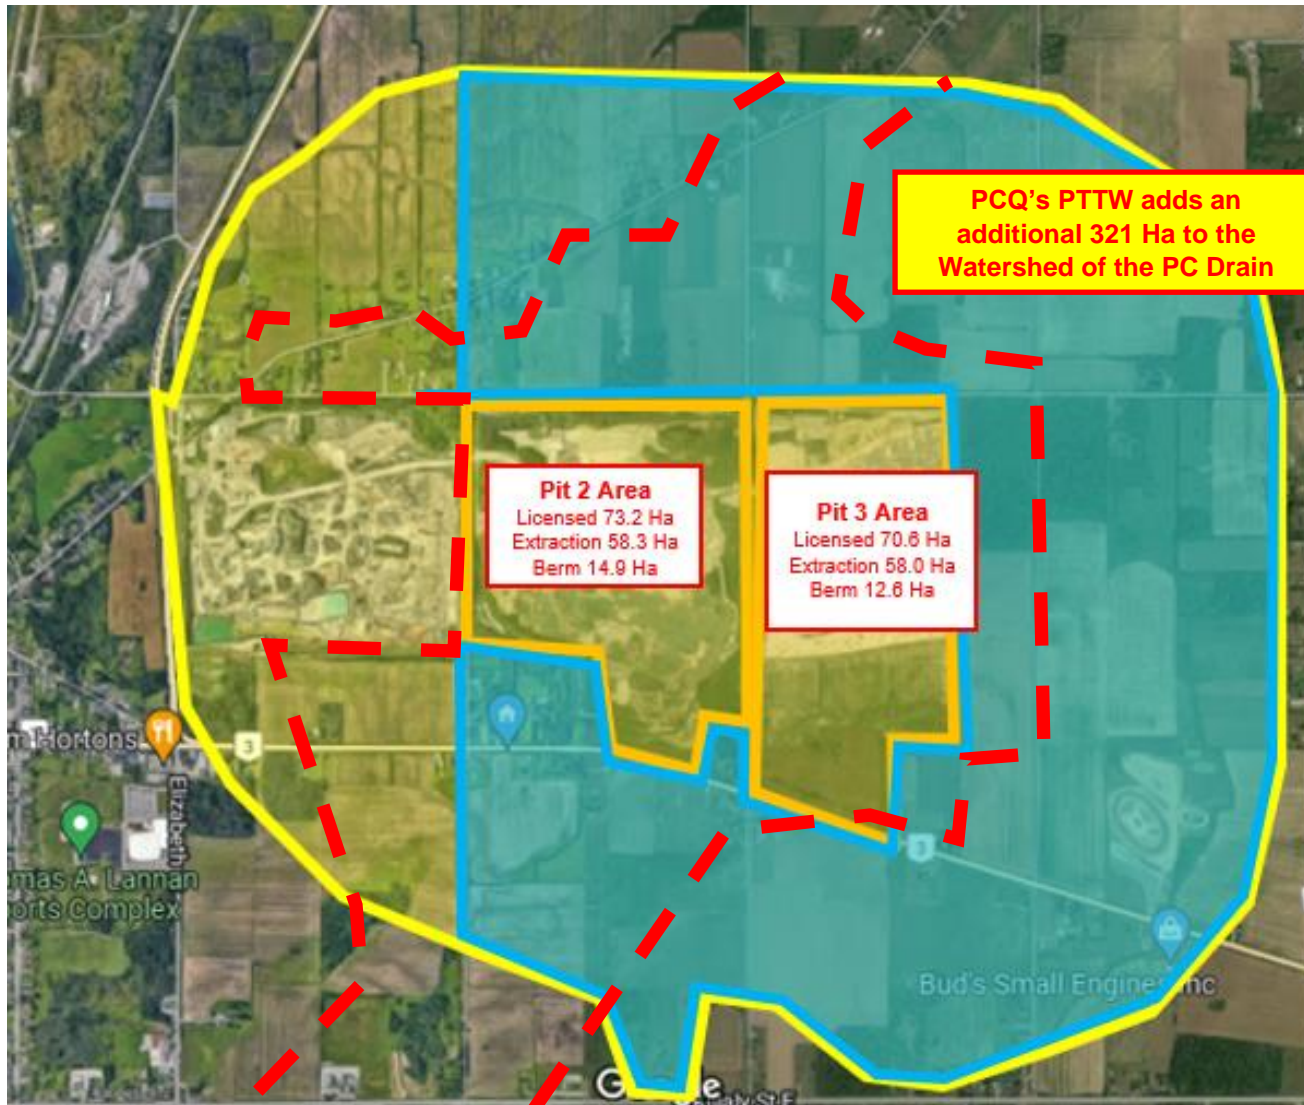 PCQ's PTTW adds an
additional 321 Ha to the
Watershed of the PC Drain
Pit 2 Area
Licensed 73.2 Ha
Extraction 58.3 Ha
Berm 14.9 Ha
Pit 3 Area
Licensed 70.6 Ha
Extraction 58.0 Ha
Berm 12.6 Ha
m Hortons
3
Elizabeth
mas A. Lannan
orts Complex
3
Bud's Small Engine Inc